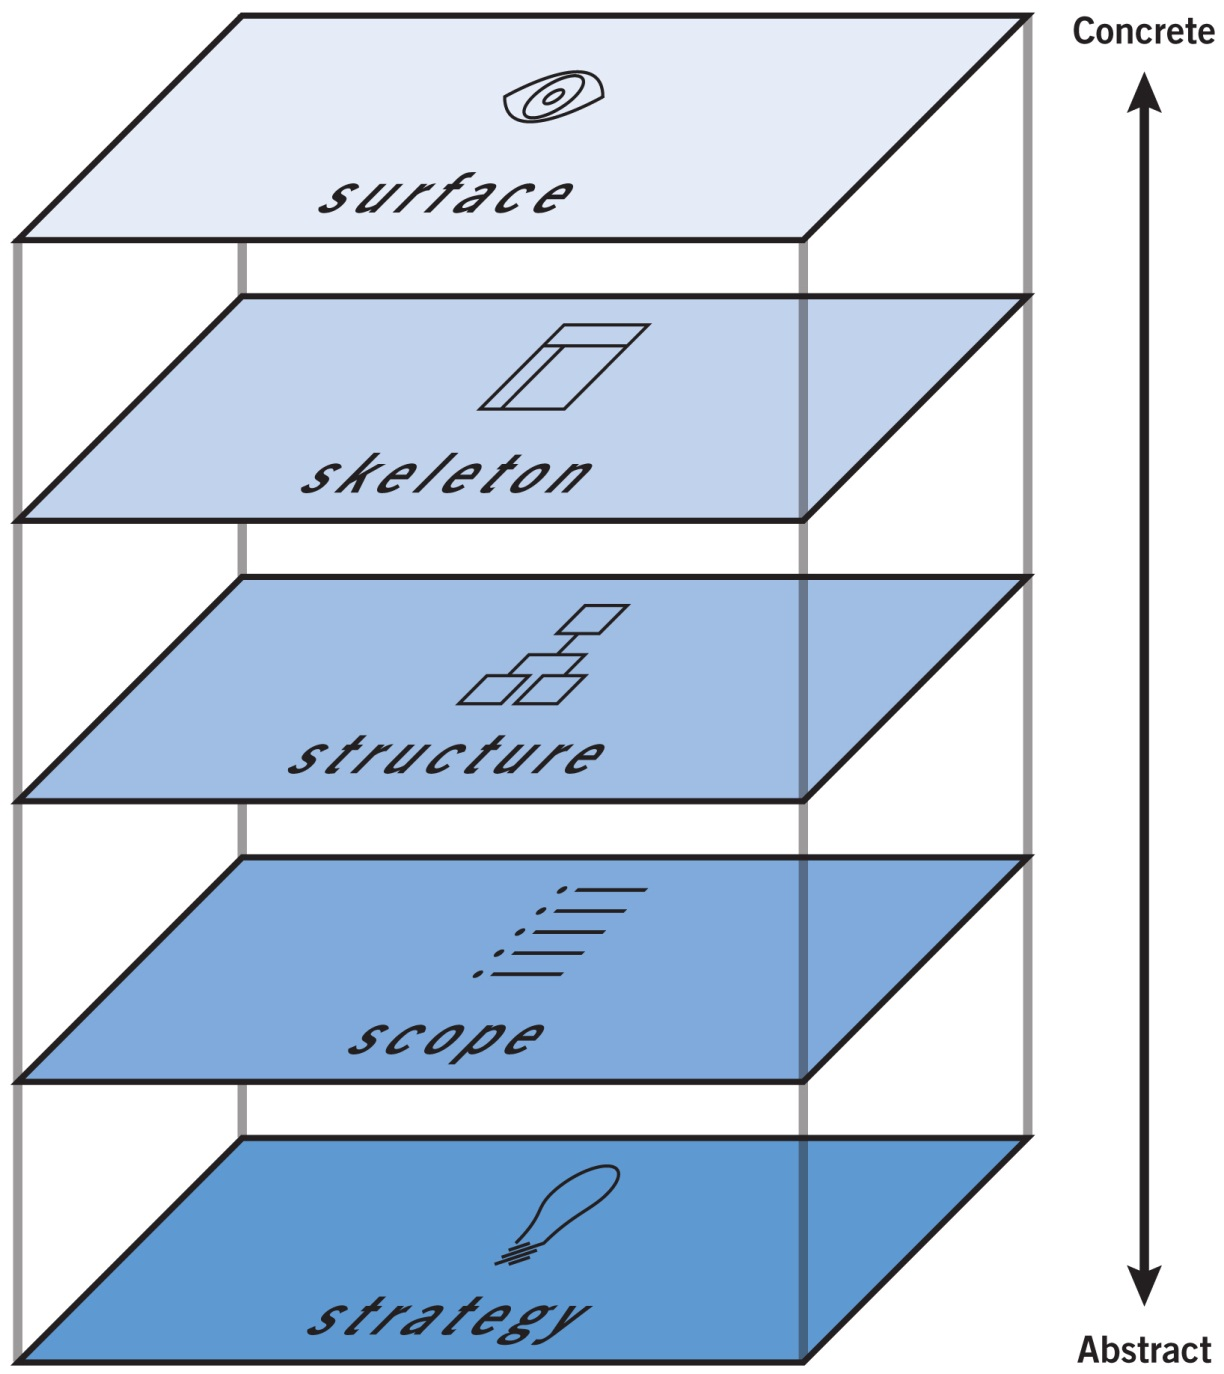 Concrete
surface
skeleton
structure
scope
strategy
Abstract